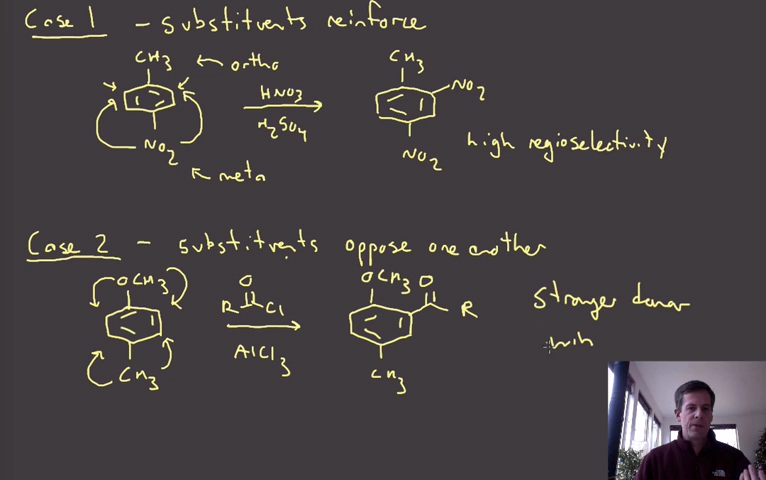 Case 1 - substituents reinforce
CH3 ← ortho
CH3
HNO3
NO2
H2SO4
NO2
NO2
high regioselectivity
← meta
Case 2 - substituents oppose one another
OCH3
O
OCH3 O
R Cl
R
Stronger donor
AlCl3
CH3
CH3